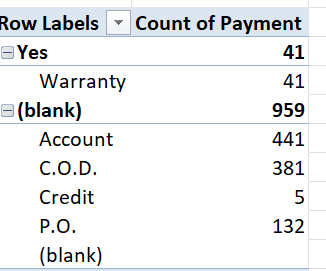 Row Labels Count of Payment
Yes 41
Warranty 41
(blank) 959
Account 441
C.O.D. 381
Credit 5
P.O. 132
(blank)